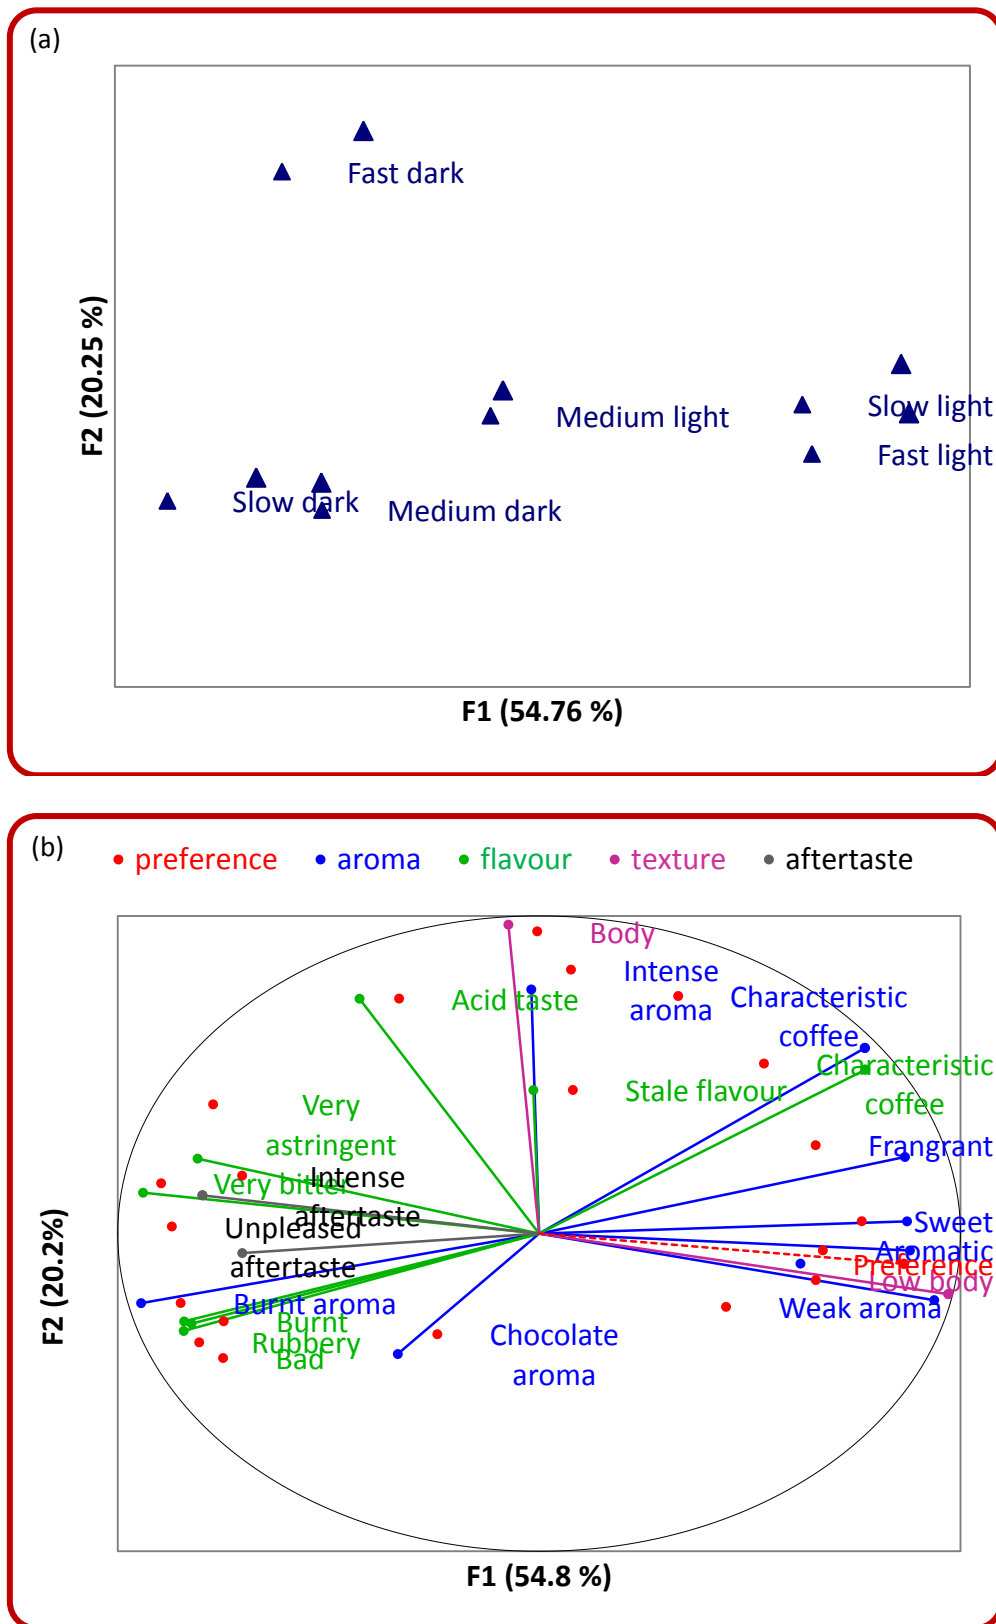 (a)
Fast dark
Slow light
Medium light
Fast light
Slow dark
Medium dark
F2 (20.25 %)
F1 (54.76 %)
(b)
preference
aroma
flavour
texture
aftertaste
Body
Intense
aroma
Characteristic
coffee
Acid taste
Characteristic
coffee
Stale flavour
Very
astringent
Frangrant
Very bitter
Intense
aftertaste
Sweet
Unpleased
aftertaste
Aromatic
Preference
Low body
Weak aroma
Burnt aroma
Burnt
Rubbery
Bad
Chocolate
aroma
F2 (20.2%)
F1 (54.8 %)